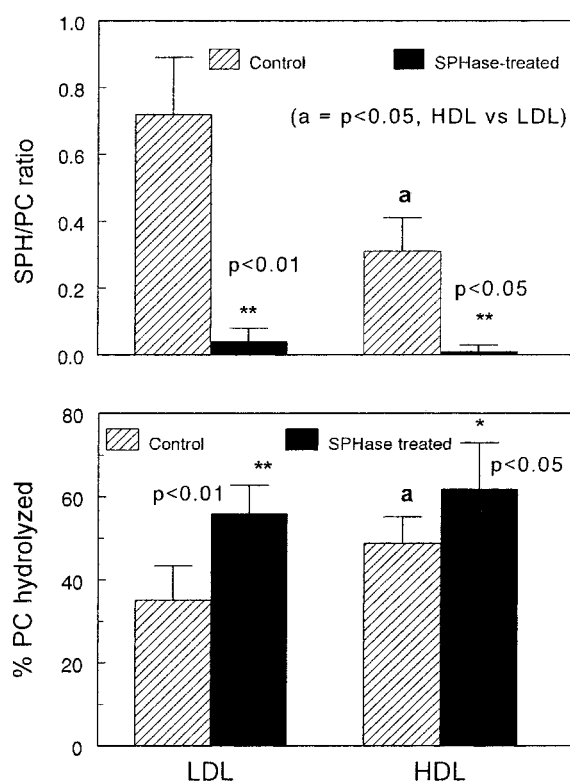 1.0
Control SPHase-treated
0.8
(a = p<0.05, HDL vs LDL)
0.6
SPH/PC ratio
0.4
a
p<0.01
p<0.05
0.2
** **
0.0
80
Control SPHase treated
*
** p<0.05
p<0.01
60
a
% PC hydrolyzed
40
20
0
LDL HDL